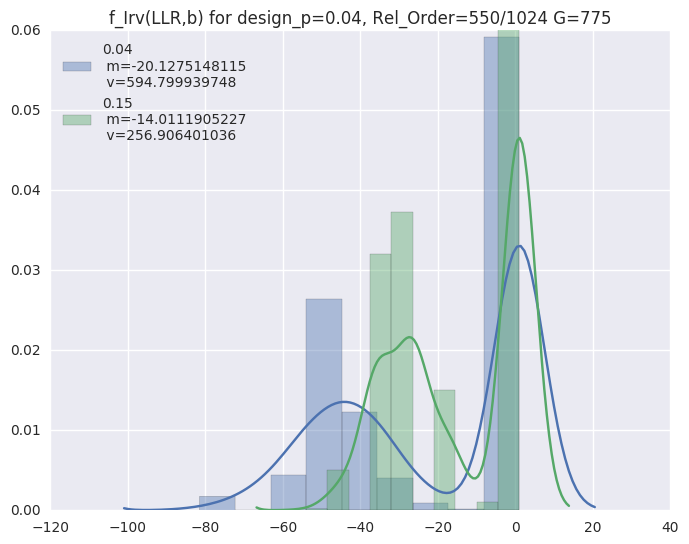 f_Irv(LLR,b) for design_p=0.04, Rel_Order=550/1024 G=775
0.04
m=-20.1275148115
v=594.799939748
0.15
m=-14.0111905227
v=256.906401036
0.06
0.05
0.04
0.03
0.02
0.01
0.00
−120 −100 −80 −60 −40 −20 0 20 40